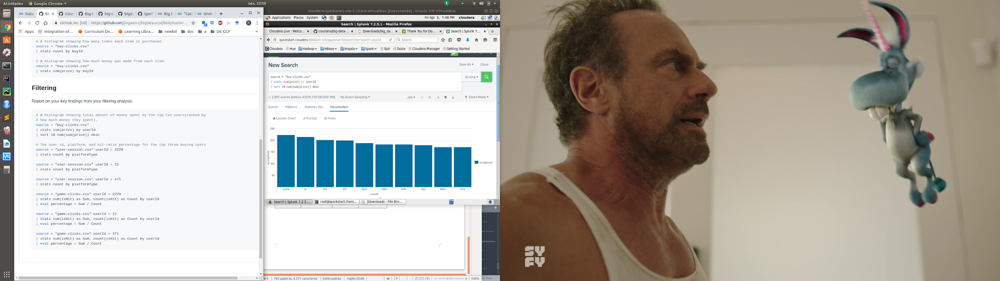 Atividades
Google Chrome
sex, 23:50
1
Data
big
Cour
Big-D
big-d
bigda
igorf
Big D
"Catc
Unde
GitHub, Inc. [US] | https://github.com/jingwen-z/bigdata-ucsd/blob/master...
Apps
Integration of...
Curriculum De...
Learning Libra...
newbd
doc
a
DE-GCP
»
# A histogram showing how many times each item is purchased
source = "buy-clicks.csv"
| stats count by buyId
# A histogram showing how much money was made from each item:
source = "buy-clicks.csv"
| stats sum(price) by buyId
Filtering
Report on your key findings from your filtering analysis.
# A histogram showing total amount of money spent by the top ten users(ranked by
# how much money they spent).
source = "buy-clicks.csv"
| stats sum(price) by userId
| sort 10 num(sum(price)) desc
# The user id, platform, and hit-ratio percentage for the top three buying users
source = "user-session.csv" userId = 2229
| stats count by platformType
source = "user-session.csv" userId = 12
| stats count by platformType
source = "user-session.csv" userId = 471
| stats count by platformType
source = "game-clicks.csv" userId = 2229
| stats sum(isHit) as Sum, count(isHit) as Count by userId
| eval percentage = Sum / Count
source = "game-clicks.csv" userId = 12
| stats sum(isHit) as Sum, count(isHit) as Count by userId
| eval percentage = Sum / Count
source = "game-clicks.csv" userId = 471
| stats sum(isHit) as Sum, count(isHit) as Count by userId
| eval percentage = Sum / Count
cloudera-quickstart-vm-5.13.0-0-virtualbox [Executando] - Oracle VM VirtualBox
Applications Places System
Fri Apr 5, 7:48 PM cloudera
Search | Splunk 7.2.5.1 - Mozilla Firefox
Cloudera Live : Welco...
coursera/big-data-...
Downloads/big_da...
Thank You for Do...
Search | Splunk 7....
quickstart.cloudera:8000/en-US/app/search/search?q=search source
Search
Cloudera
Hue
Hadoop
HBase
Impala
Spark
Solr
Oozie
Cloudera Manager
Getting Started
New Search
Save As
Close
source = "buy-clicks.csv"
| stats sum(price) by userId
| sort 10 num(sum(price)) desc
All time
2,947 events (before 4/5/19 7:47:08.000 PM)
No Event Sampling
Job
Smart Mode
Events
Patterns
Statistics (10)
Visualization
Column Chart
Format
Trellis
250
200
150
100
50
sum(price)
2229 12 471 511 1027 1260 670 352 1697 1732
userId
sum(price)
Search | Splunk 7.2.5....
root@quickstart:/hom...
[Downloads - File Bro...
e 5
782 palavras, 4.221 caracteres
Estilo padrão
Inglês (EUA)
100%
in Text
SYFY